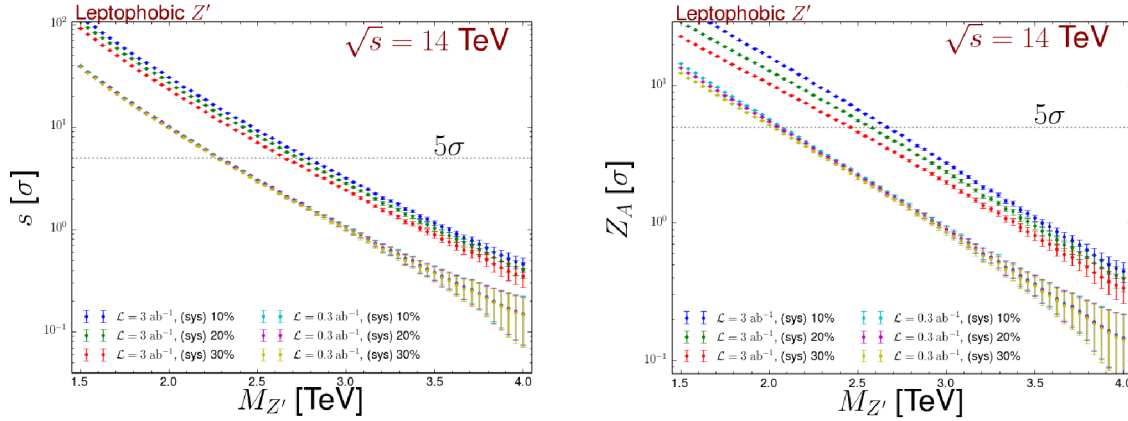 Leptophobic Z′
√s = 14 TeV
10²
10¹
10⁰
10⁻¹
s [σ]
5σ
ℒ = 3 ab⁻¹, (sys) 10%
ℒ = 3 ab⁻¹, (sys) 20%
ℒ = 3 ab⁻¹, (sys) 30%
ℒ = 0.3 ab⁻¹, (sys) 10%
ℒ = 0.3 ab⁻¹, (sys) 20%
ℒ = 0.3 ab⁻¹, (sys) 30%
1.5 2.0 2.5 3.0 3.5 4.0
M_Z′ [TeV]
Leptophobic Z′
√s = 14 TeV
10¹
10⁰
10⁻¹
Z_A [σ]
5σ
ℒ = 3 ab⁻¹, (sys) 10%
ℒ = 3 ab⁻¹, (sys) 20%
ℒ = 3 ab⁻¹, (sys) 30%
ℒ = 0.3 ab⁻¹, (sys) 10%
ℒ = 0.3 ab⁻¹, (sys) 20%
ℒ = 0.3 ab⁻¹, (sys) 30%
1.5 2.0 2.5 3.0 3.5 4.0
M_Z′ [TeV]